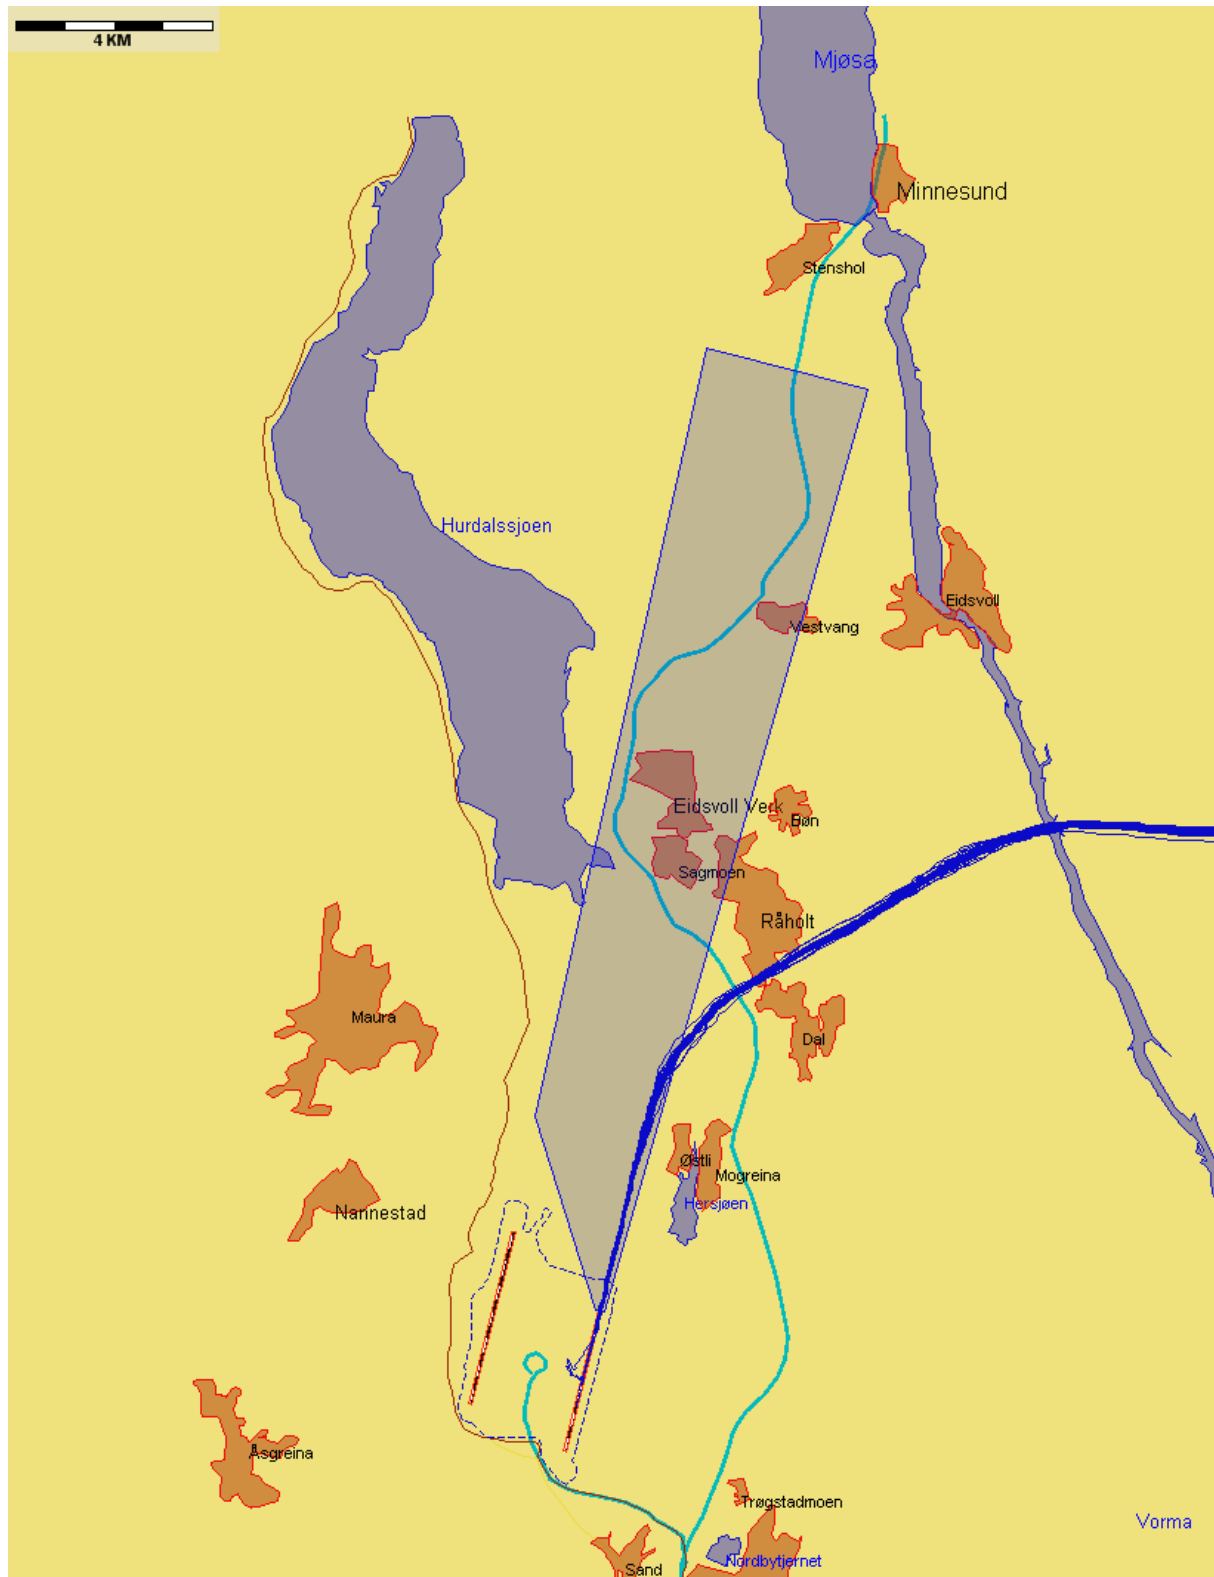 4 KM
Mjøsa
Minnesund
Stenshol
Hurdalssjoen
Eidsvoll
Vestvang
Eidsvoll Verk
Bøn
Sagmoen
Råholt
Maura
Dal
Østli
Mogreina
Hersjøen
Nannestad
Åsgreina
Trøgstadmoen
Vorma
Nordbytjernet
Sand